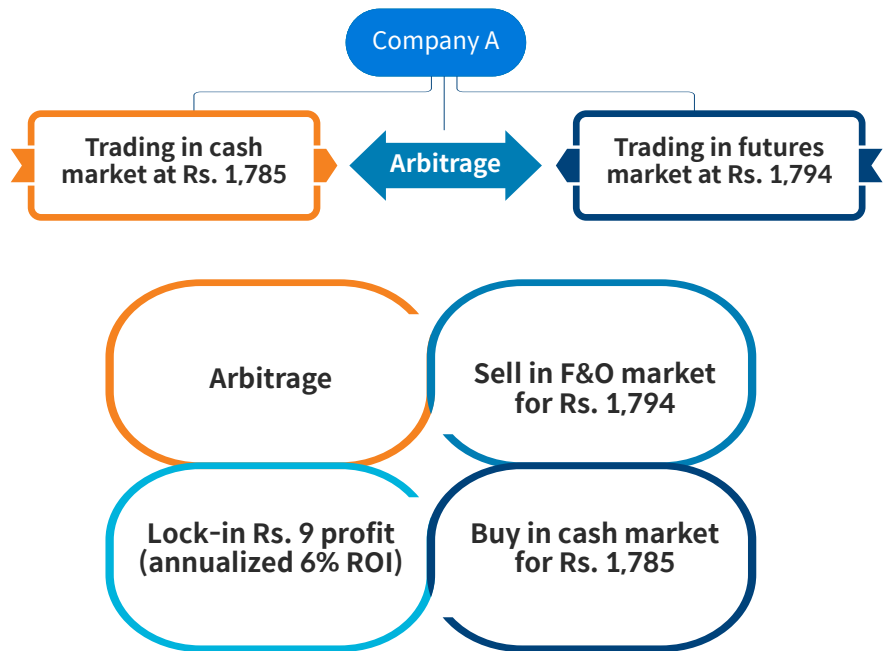 Company A
Trading in cash
market at Rs. 1,785
Arbitrage
Trading in futures
market at Rs. 1,794
Arbitrage
Sell in F&O market
for Rs. 1,794
Lock-in Rs. 9 profit
(annualized 6% ROI)
Buy in cash market
for Rs. 1,785